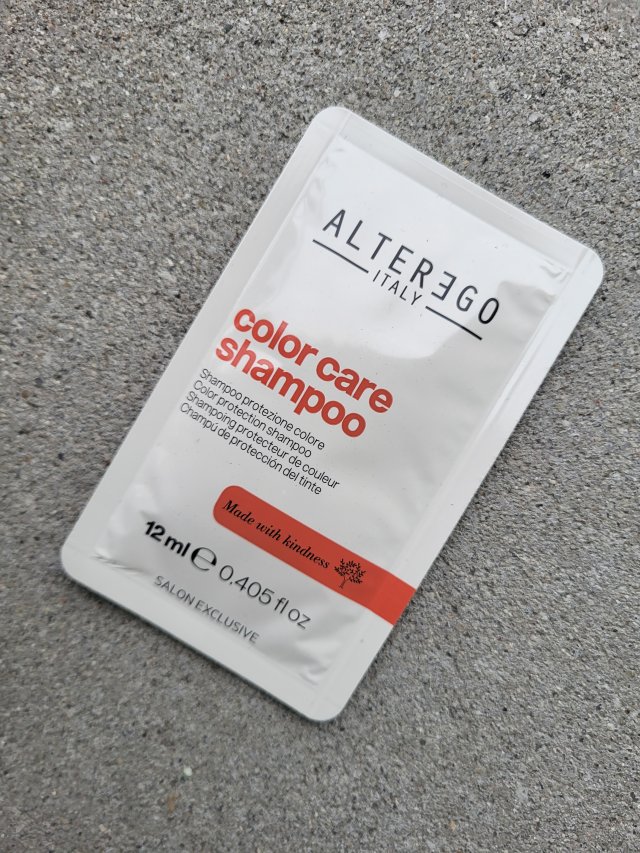 ALTERƎGO
ITALY
color care
shampoo
Shampoo protezione colore
Color protection shampoo
Shampoing protecteur de couleur
Champú de protección del tinte
Made with kindness
12 ml ℮ 0.405 fl oz
SALON EXCLUSIVE